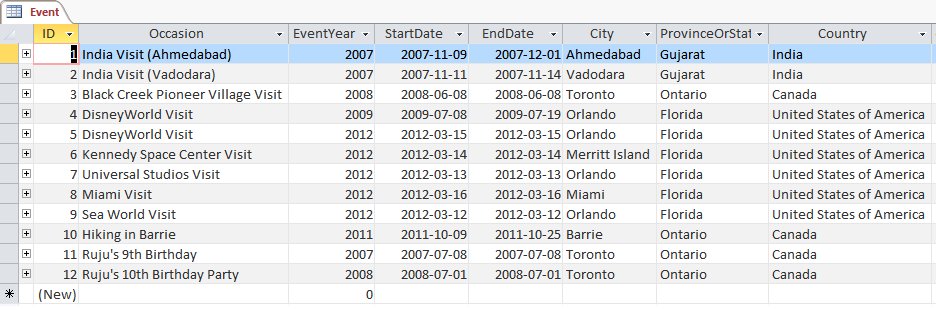 Event
ID Occasion EventYear StartDate EndDate City ProvinceOrStat Country
1 India Visit (Ahmedabad) 2007 2007-11-09 2007-12-01 Ahmedabad Gujarat India
2 India Visit (Vadodara) 2007 2007-11-11 2007-11-14 Vadodara Gujarat India
3 Black Creek Pioneer Village Visit 2008 2008-06-08 2008-06-08 Toronto Ontario Canada
4 DisneyWorld Visit 2009 2009-07-08 2009-07-19 Orlando Florida United States of America
5 DisneyWorld Visit 2012 2012-03-15 2012-03-15 Orlando Florida United States of America
6 Kennedy Space Center Visit 2012 2012-03-14 2012-03-14 Merritt Island Florida United States of America
7 Universal Studios Visit 2012 2012-03-13 2012-03-13 Orlando Florida United States of America
8 Miami Visit 2012 2012-03-16 2012-03-16 Miami Florida United States of America
9 Sea World Visit 2012 2012-03-12 2012-03-12 Orlando Florida United States of America
10 Hiking in Barrie 2011 2011-10-09 2011-10-25 Barrie Ontario Canada
11 Ruju's 9th Birthday 2007 2007-07-08 2007-07-08 Toronto Ontario Canada
12 Ruju's 10th Birthday Party 2008 2008-07-01 2008-07-01 Toronto Ontario Canada
(New) 0